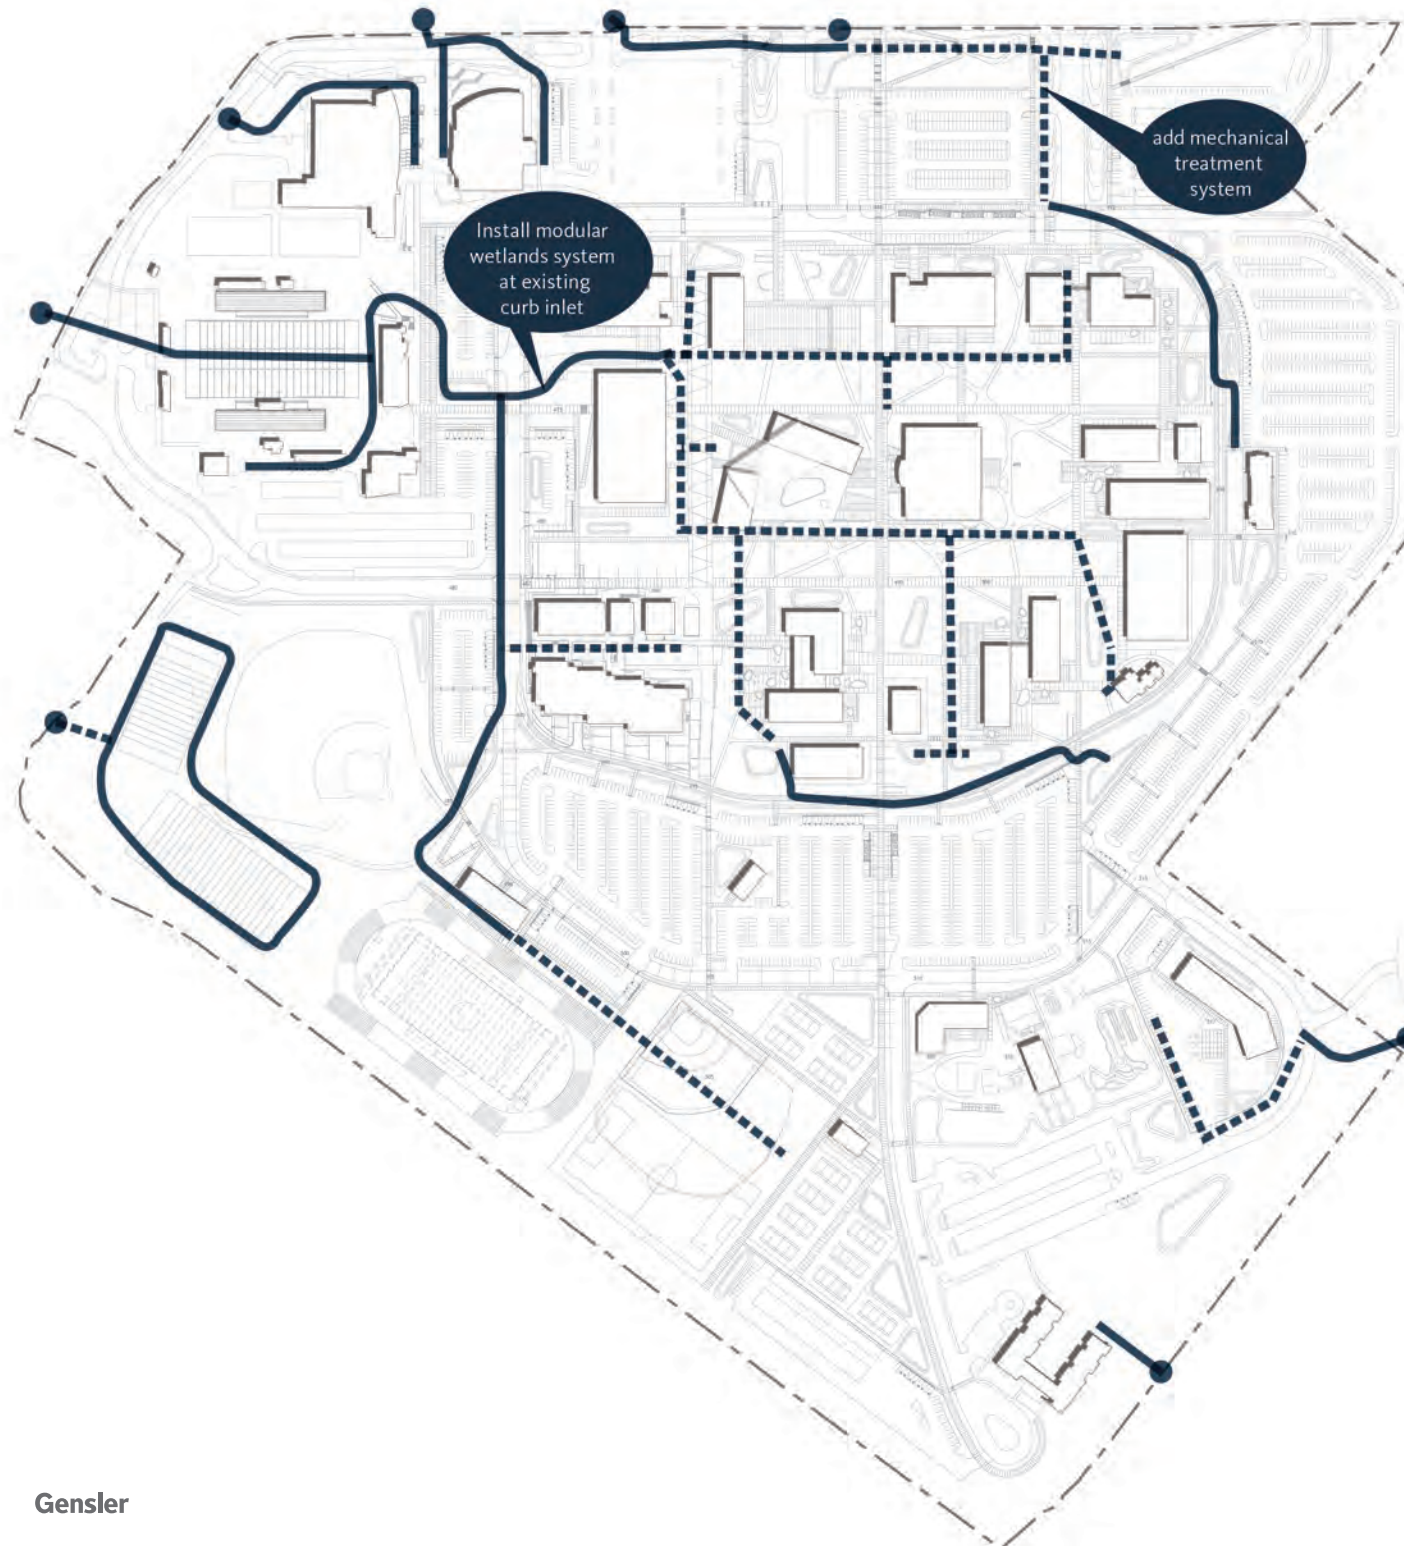 add mechanical
treatment
system
Install modular
wetlands system
at existing
curb inlet
Gensler